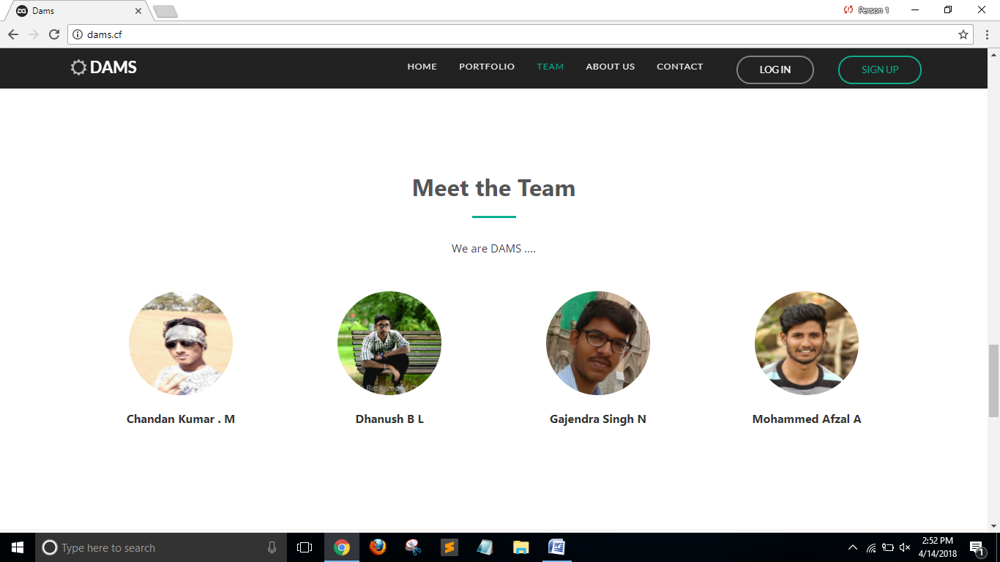 Dams
Person 1
dams.cf
DAMS
HOME PORTFOLIO TEAM ABOUT US CONTACT LOG IN SIGN UP
Meet the Team
We are DAMS ....
Chandan Kumar . M
Dhanush B L
Gajendra Singh N
Mohammed Afzal A
Type here to search
2:52 PM
4/14/2018
1